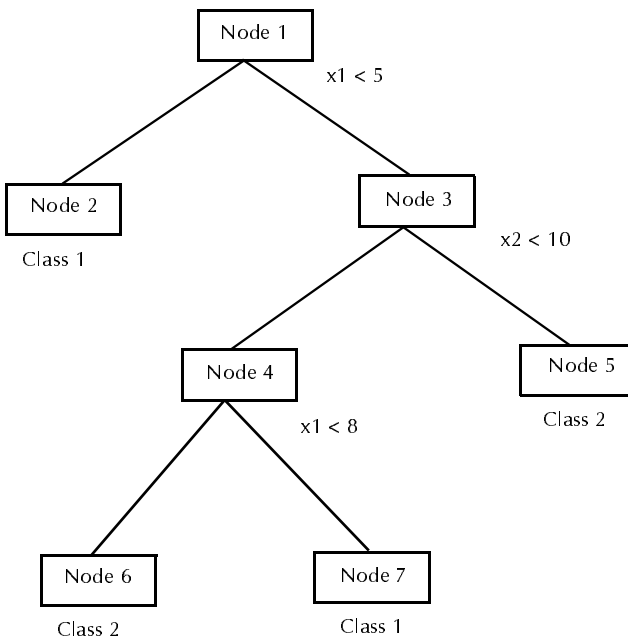 Node 1
x1 < 5
Node 2
Node 3
Class 1
x2 < 10
Node 4
Node 5
Class 2
x1 < 8
Node 6
Node 7
Class 2
Class 1